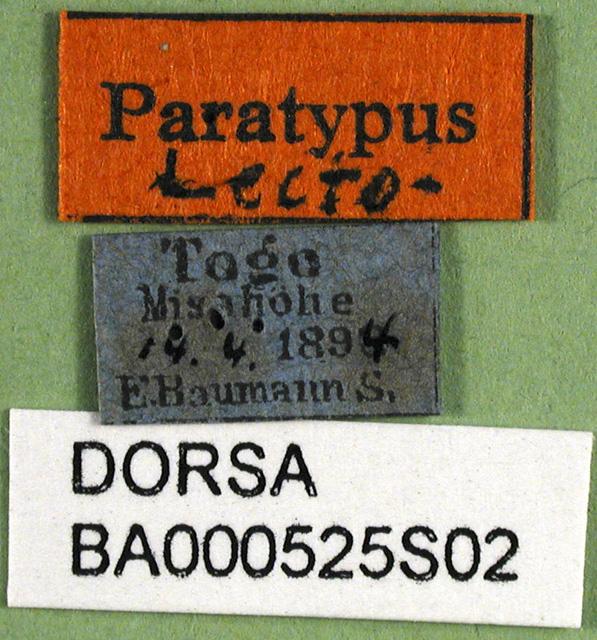 Paratypus
Lecto-
Togo
Misahöhe
14. 4. 1894
E.Baumann S.
DORSA
BA000525S02